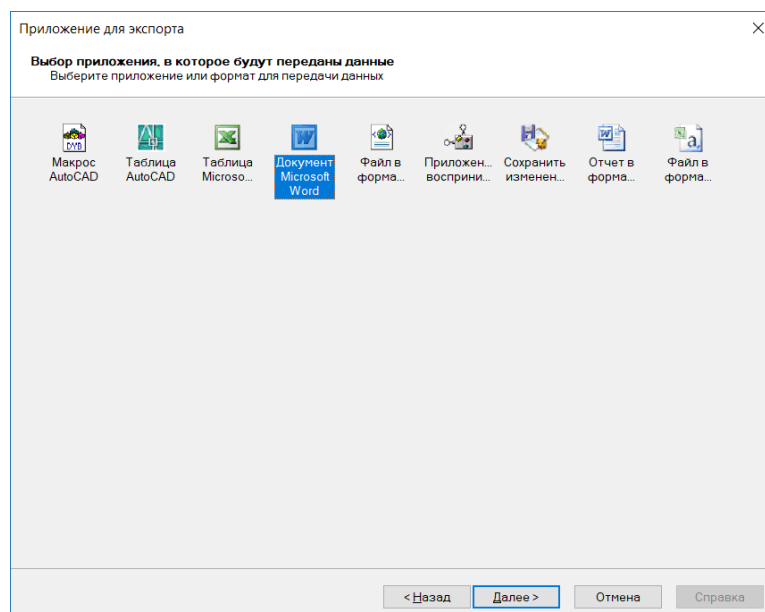 Приложение для экспорта
Выбор приложения, в которое будут переданы данные
Выберите приложение или формат для передачи данных
DVB
Макрос AutoCAD
Таблица AutoCAD
Таблица Microso...
Документ Microsoft Word
Файл в форма...
Приложен... восприни...
Сохранить изменен...
Отчет в форма...
Файл в форма...
< Назад
Далее >
Отмена
Справка